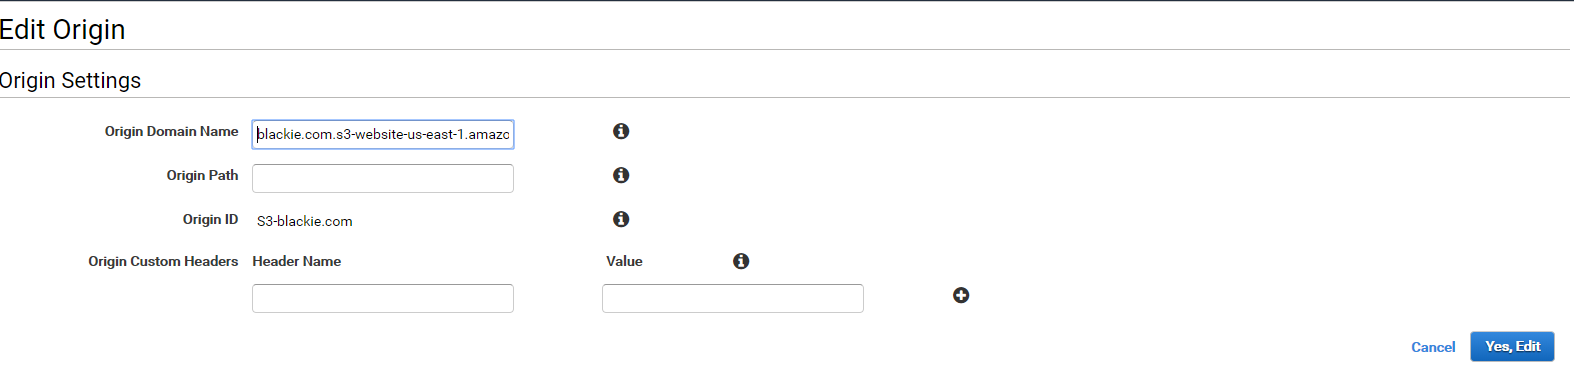 Edit Origin
Origin Settings
Origin Domain Name blackie.com.s3-website-us-east-1.amazo
Origin Path
Origin ID S3-blackie.com
Origin Custom Headers Header Name Value
Cancel Yes, Edit